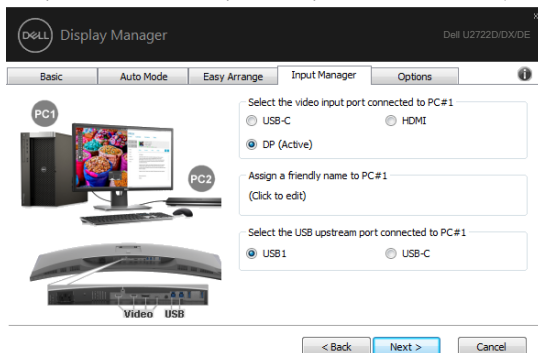 DELL Display Manager
Dell U2722D/DX/DE
x
Basic
Auto Mode
Easy Arrange
Input Manager
Options
i
Select the video input port connected to PC#1
USB-C
HDMI
DP (Active)
Assign a friendly name to PC#1
(Click to edit)
Select the USB upstream port connected to PC#1
USB1
USB-C
PC1
PC2
Video USB
< Back
Next >
Cancel